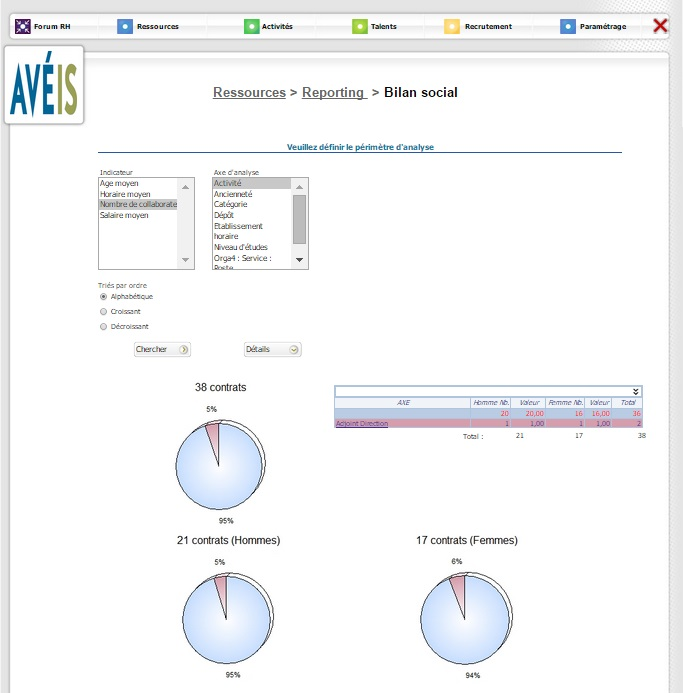 Forum RH
Ressources
Activités
Talents
Recrutement
Paramétrage
AVÉIS
Ressources > Reporting > Bilan social
Veuillez définir le périmètre d'analyse
Indicateur
Age moyen
Horaire moyen
Nombre de collaborate
Salaire moyen
Axe d'analyse
Activité
Ancienneté
Catégorie
Dépôt
Etablissement
horaire
Niveau d'études
Orga4 : Service :
Poste
Triés par ordre
Alphabétique
Croissant
Décroissant
Chercher
Détails
38 contrats
5%
95%
AXE Homme Nb. Valeur Femme Nb. Valeur Total
20 20,00 16 16,00 36
Adjoint Direction 1 1,00 1 1,00 2
Total : 21 17 38
21 contrats (Hommes)
5%
95%
17 contrats (Femmes)
6%
94%